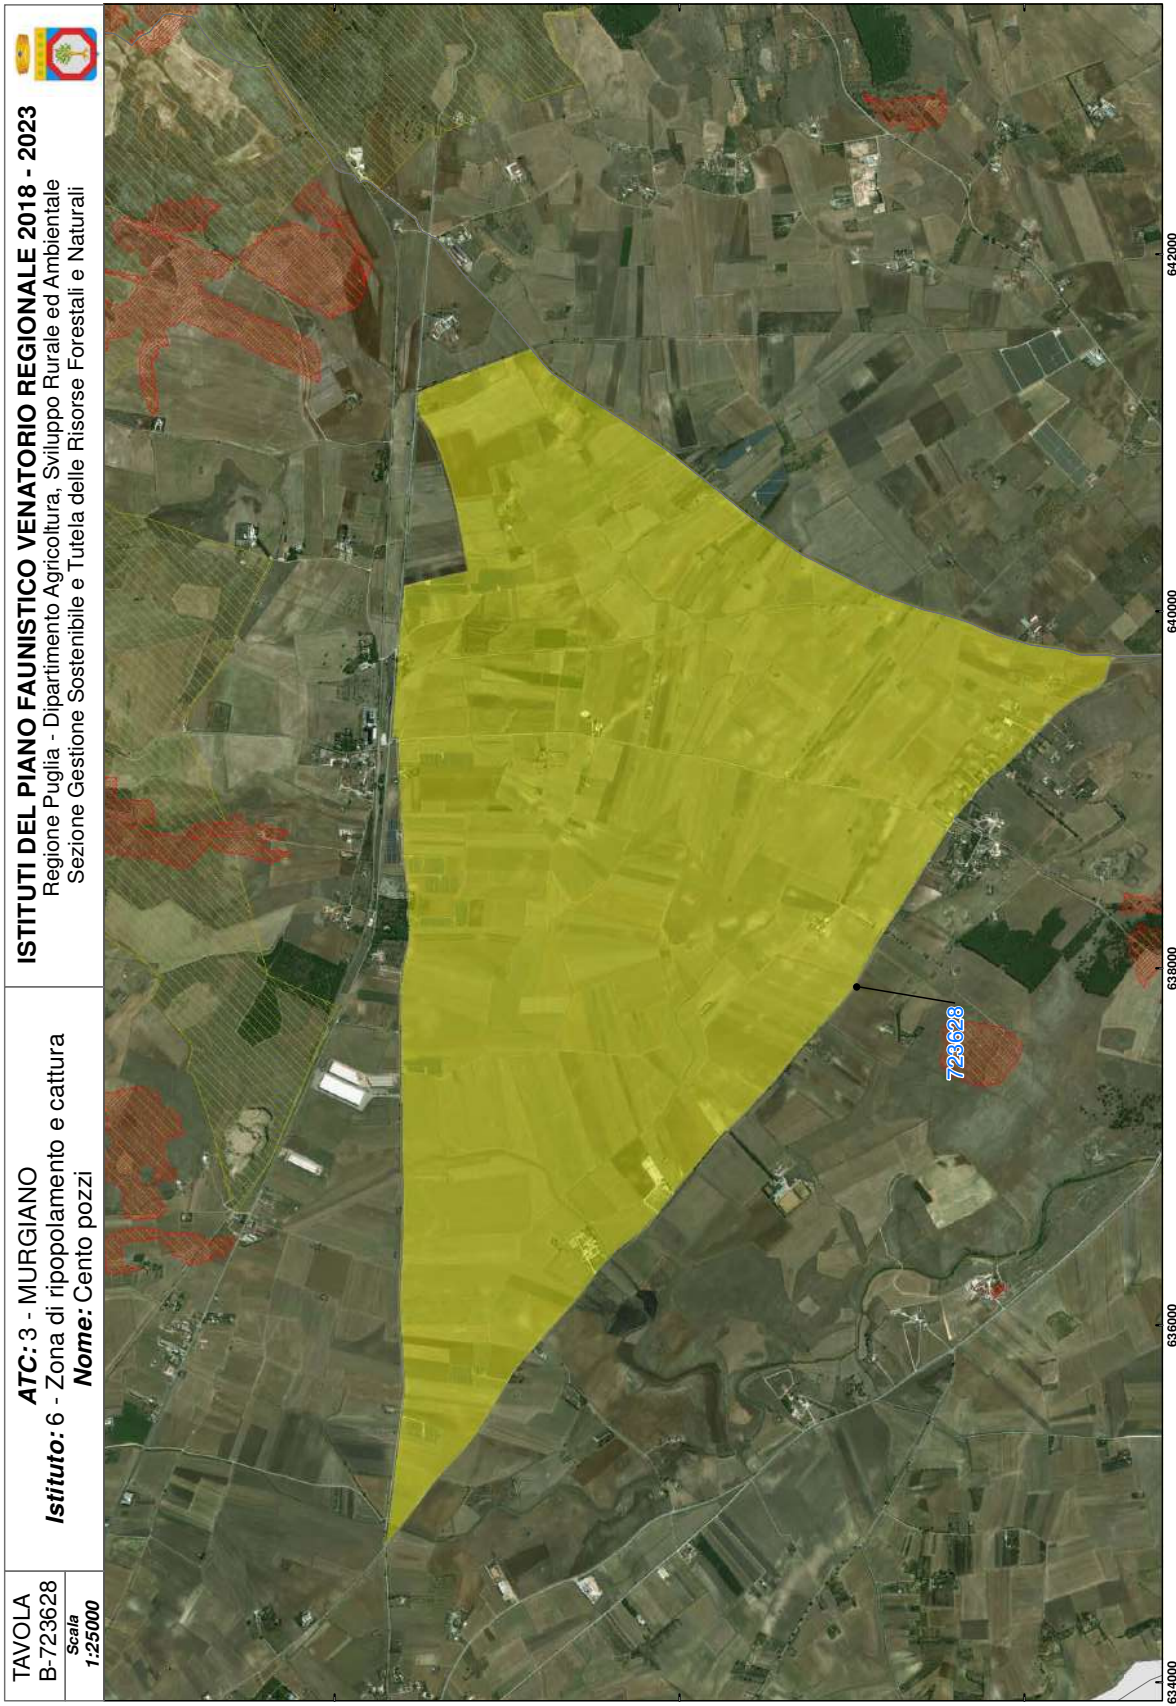 TAVOLA
B-723628
Scala
1:25000
ATC: 3 - MURGIANO
Istituto: 6 - Zona di ripopolamento e cattura
Nome: Cento pozzi
ISTITUTI DEL PIANO FAUNISTICO VENATORIO REGIONALE 2018 - 2023
Regione Puglia - Dipartimento Agricoltura, Sviluppo Rurale ed Ambientale
Sezione Gestione Sostenibile e Tutela delle Risorse Forestali e Naturali
723628
634000
636000
638000
640000
642000